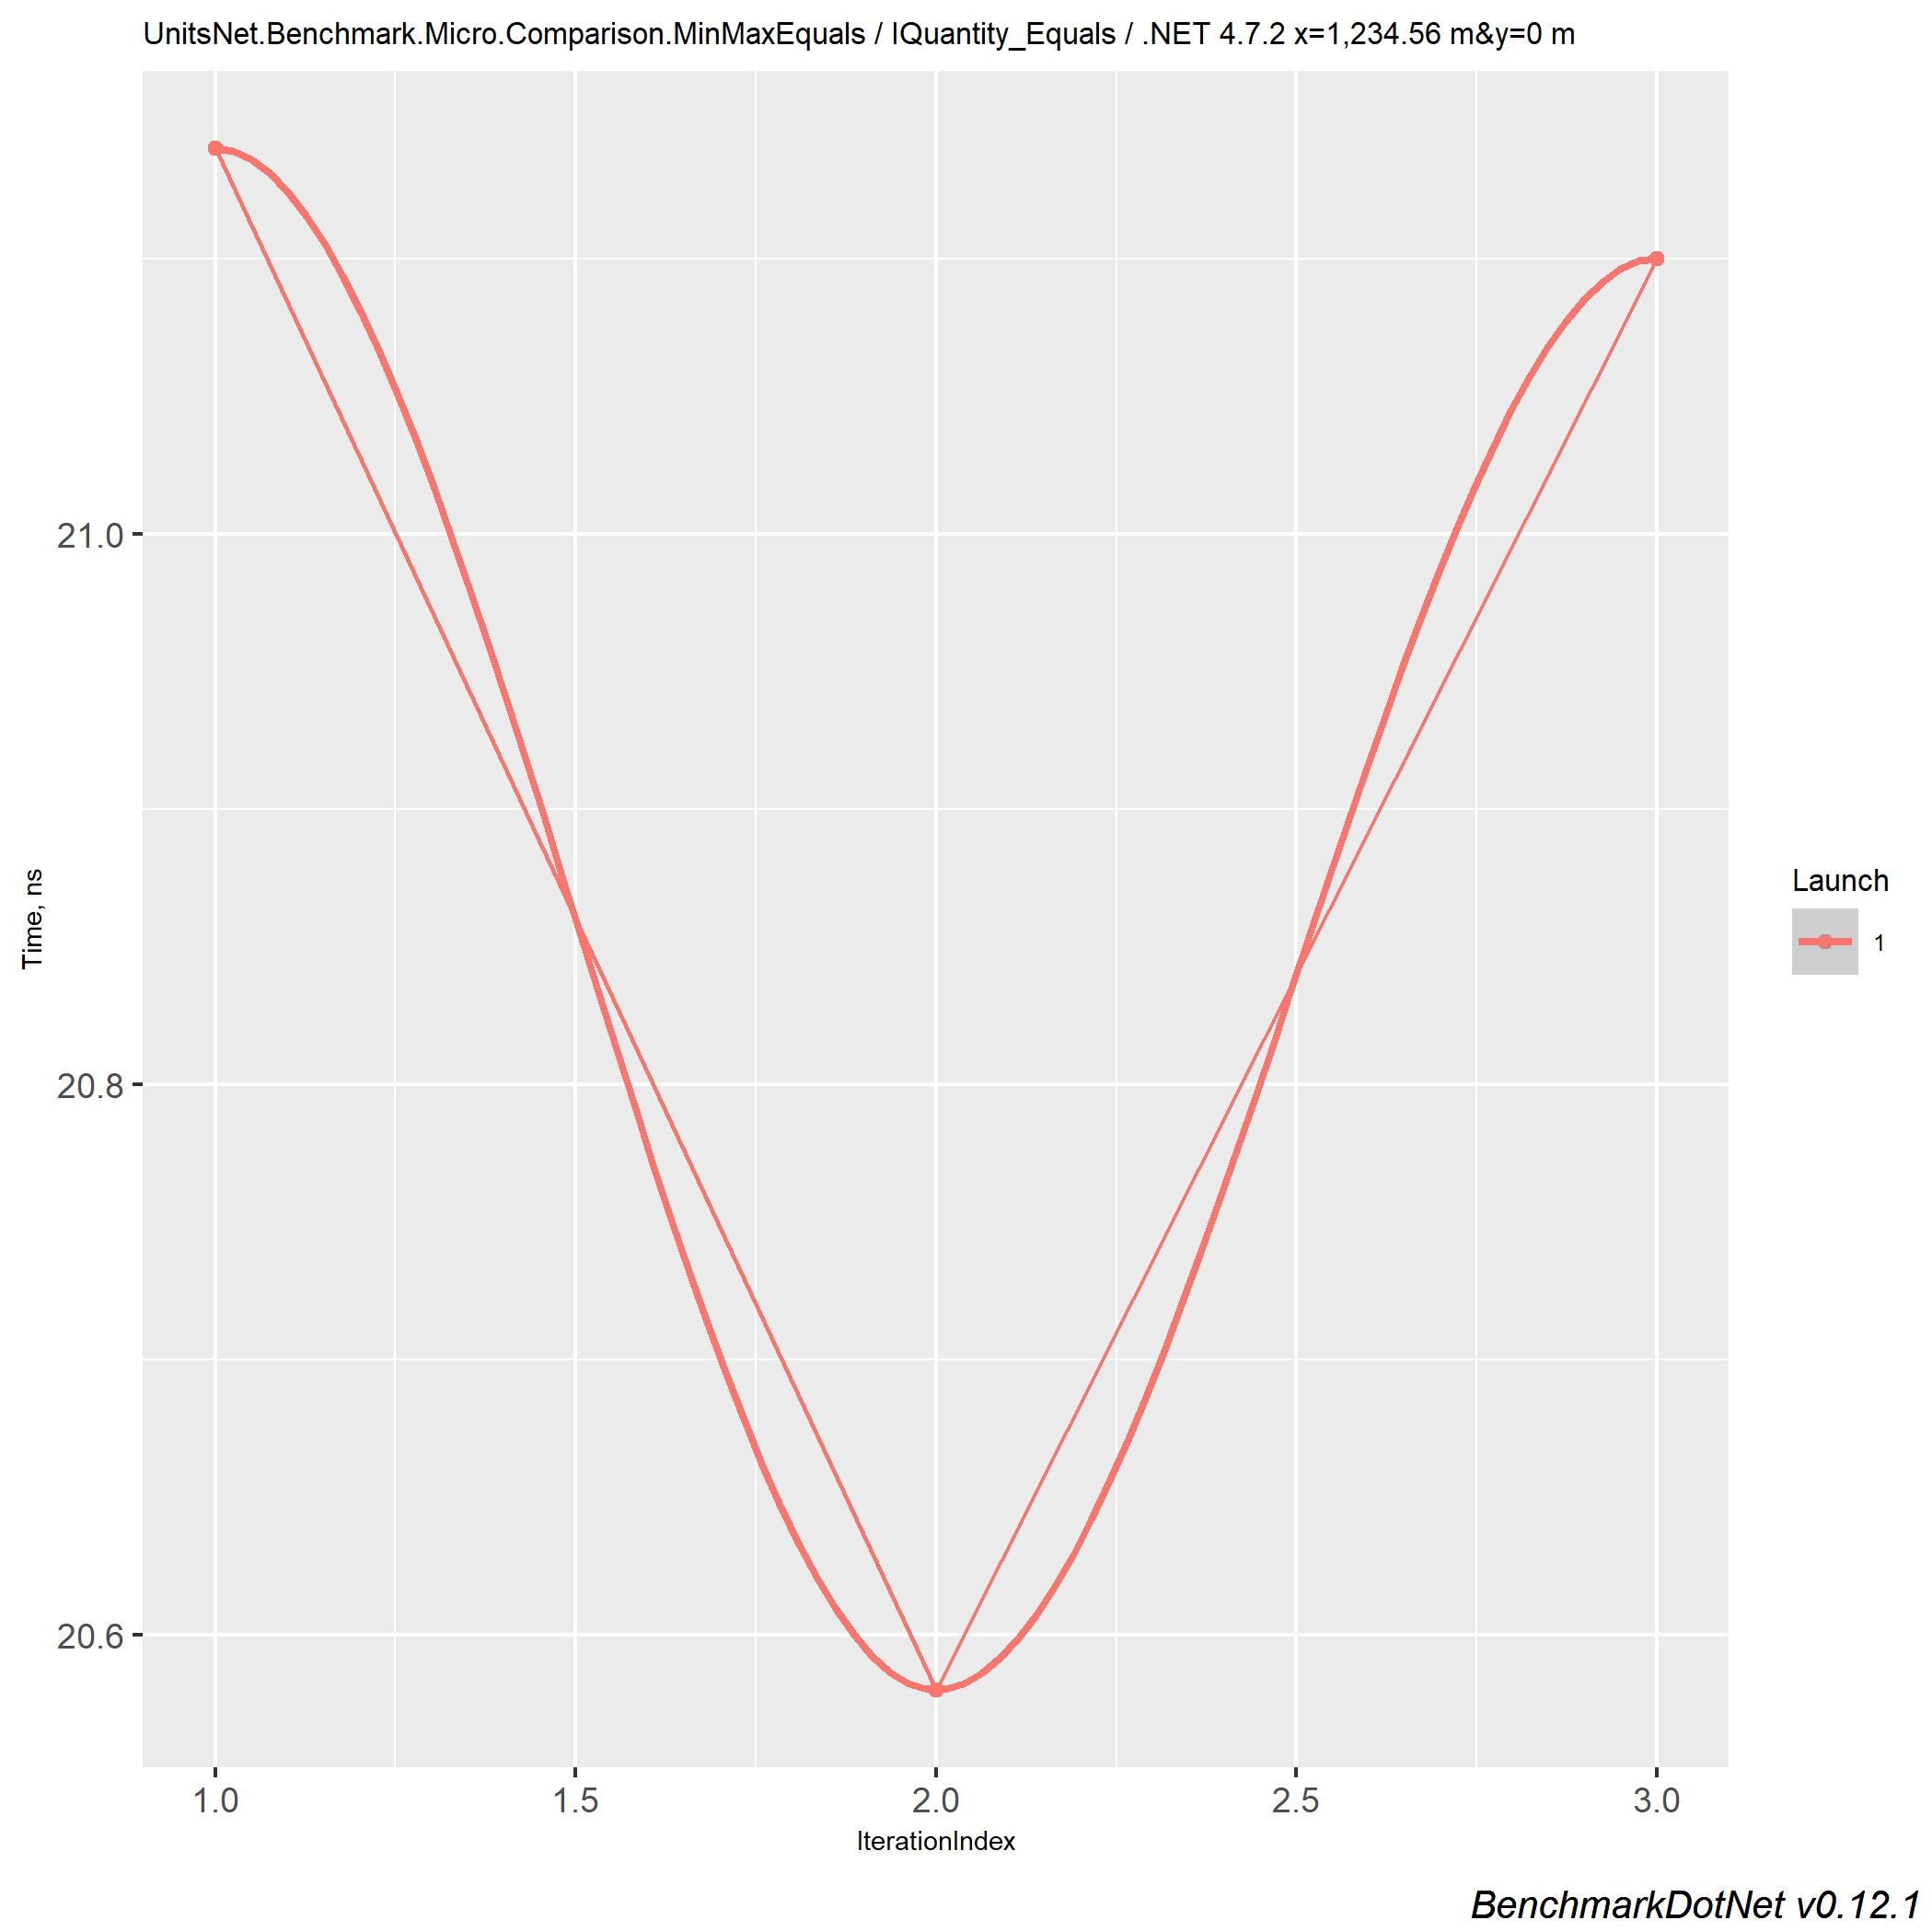 UnitsNet.Benchmark.Micro.Comparison.MinMaxEquals / IQuantity_Equals / .NET 4.7.2 x=1,234.56 m&y=0 m
21.0
20.8
20.6
Time, ns
1.0 1.5 2.0 2.5 3.0
IterationIndex
Launch
1
BenchmarkDotNet v0.12.1